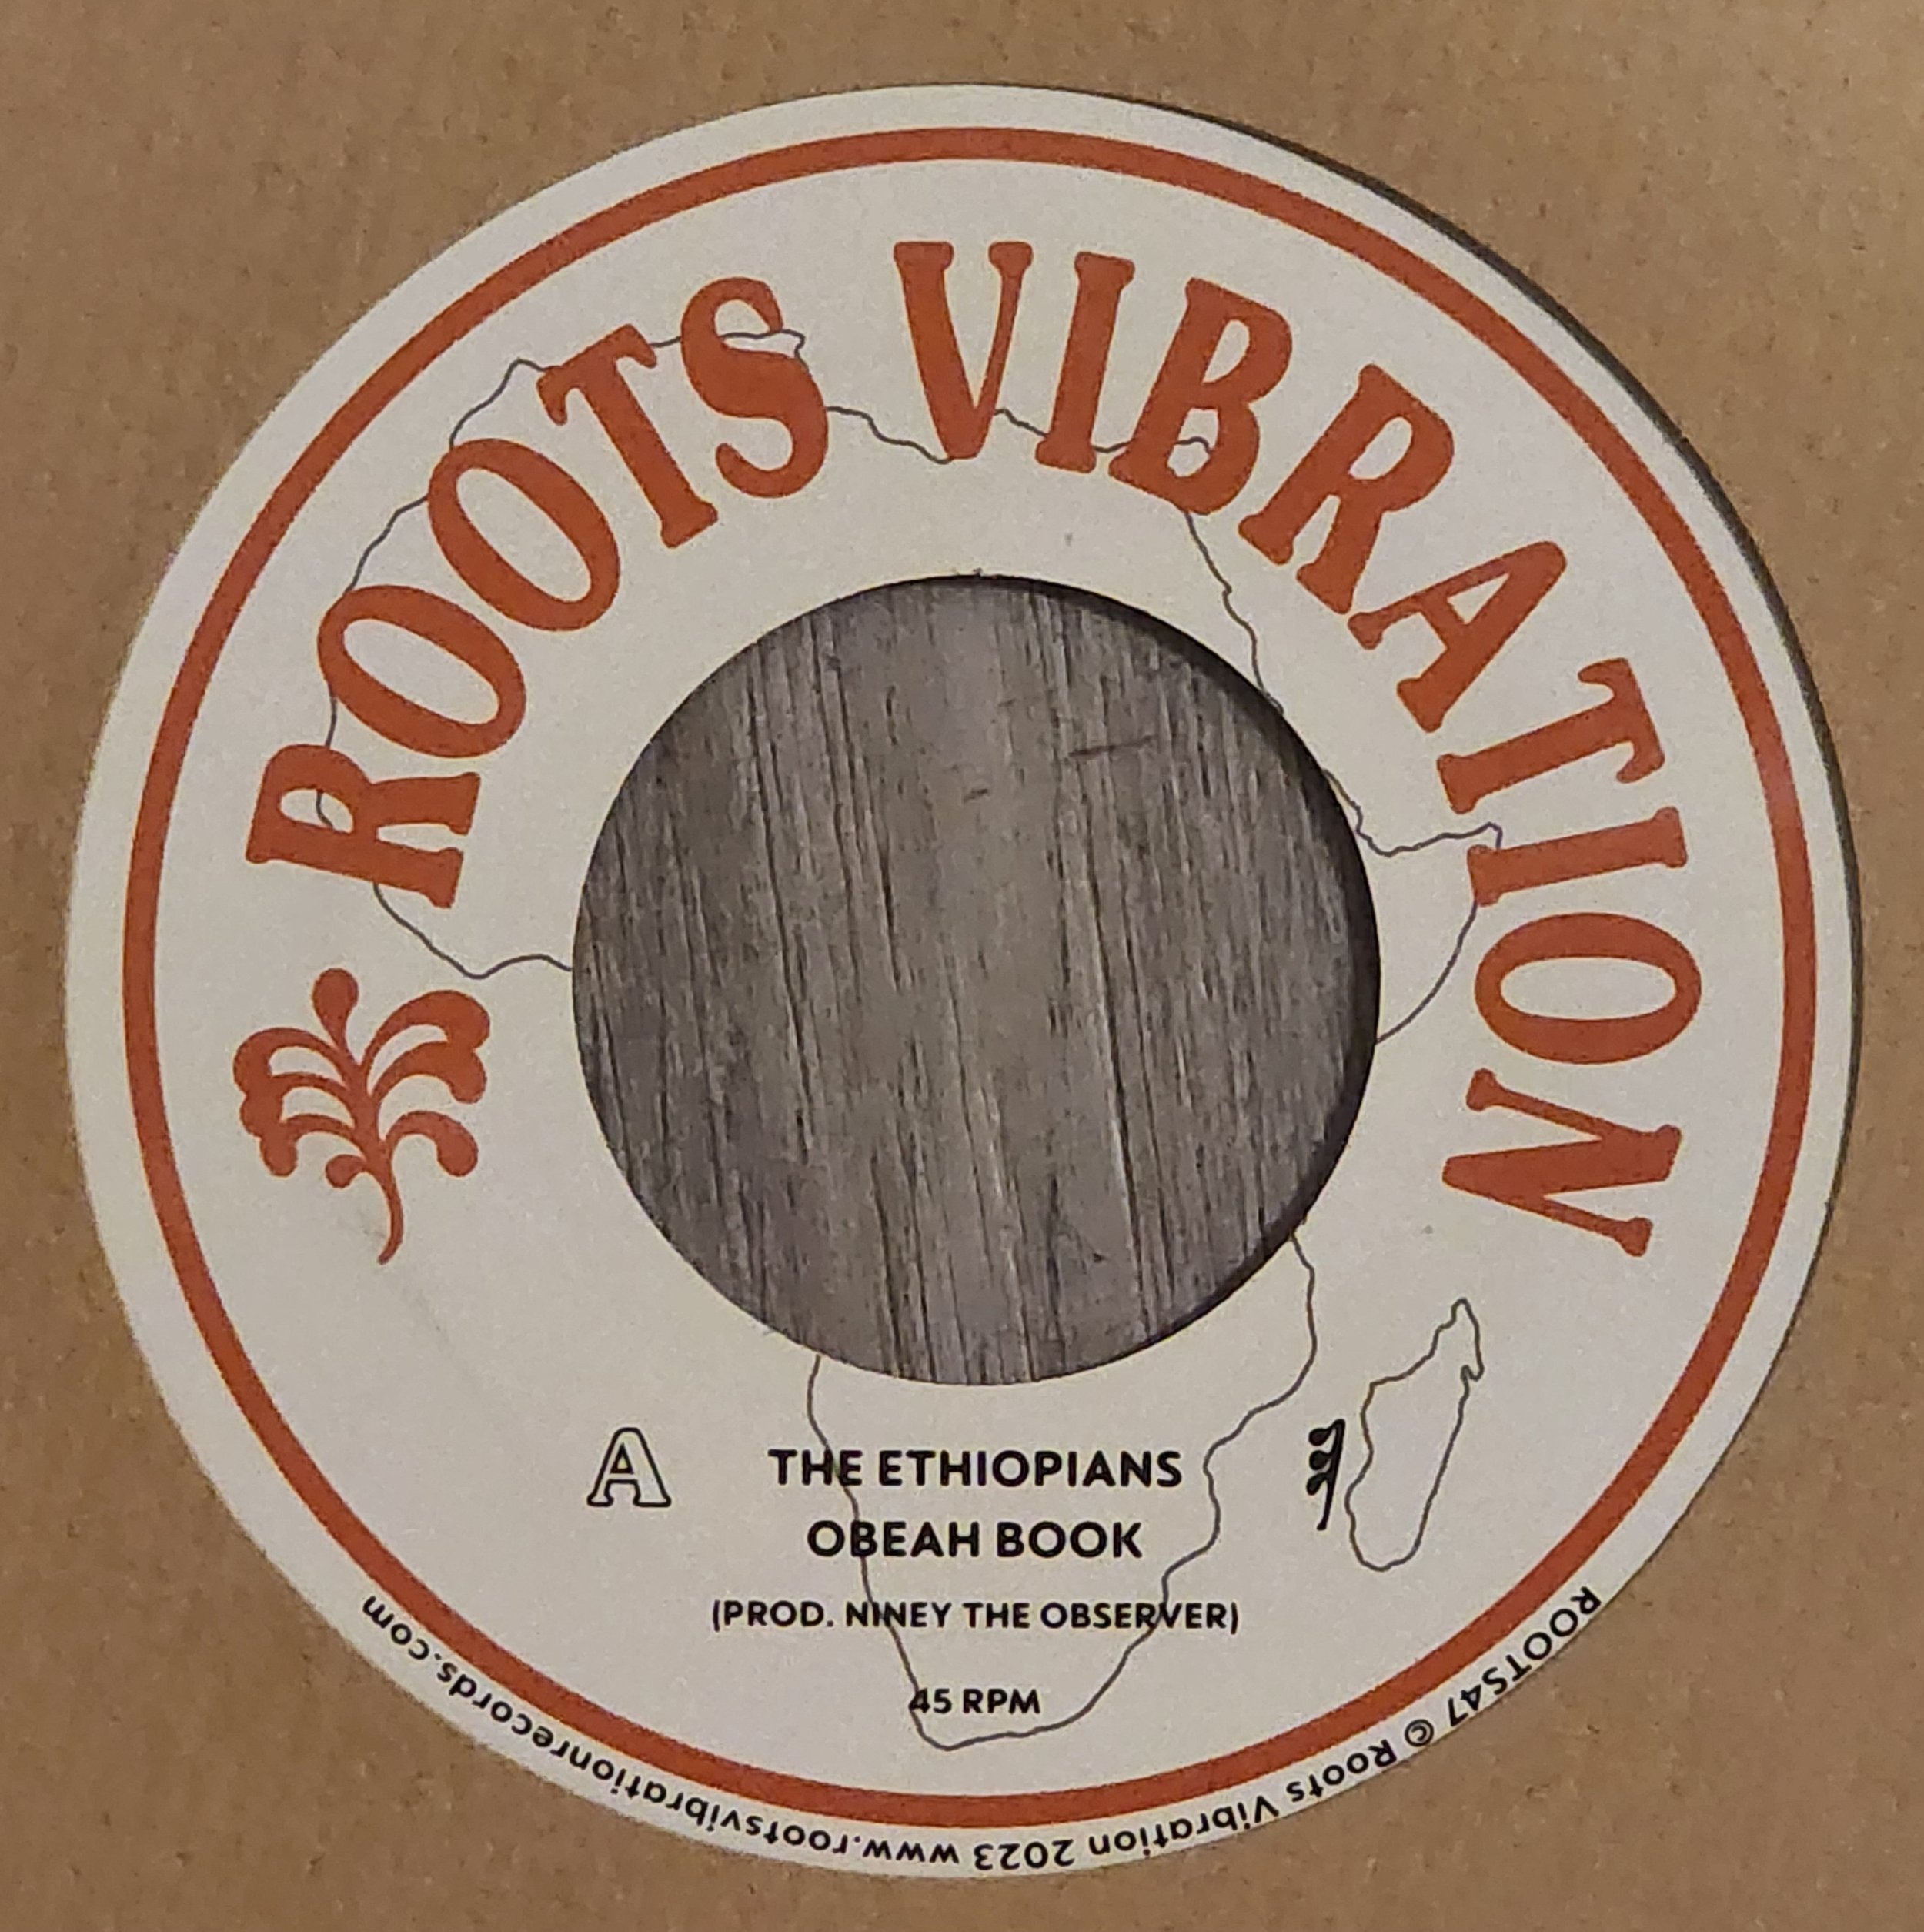 ROOTS VIBRATION
A
THE ETHIOPIANS
OBEAH BOOK
(PROD. NINEY THE OBSERVER)
45 RPM
ROOTS47 © Roots Vibration 2023 www.rootsvibrationrecords.com